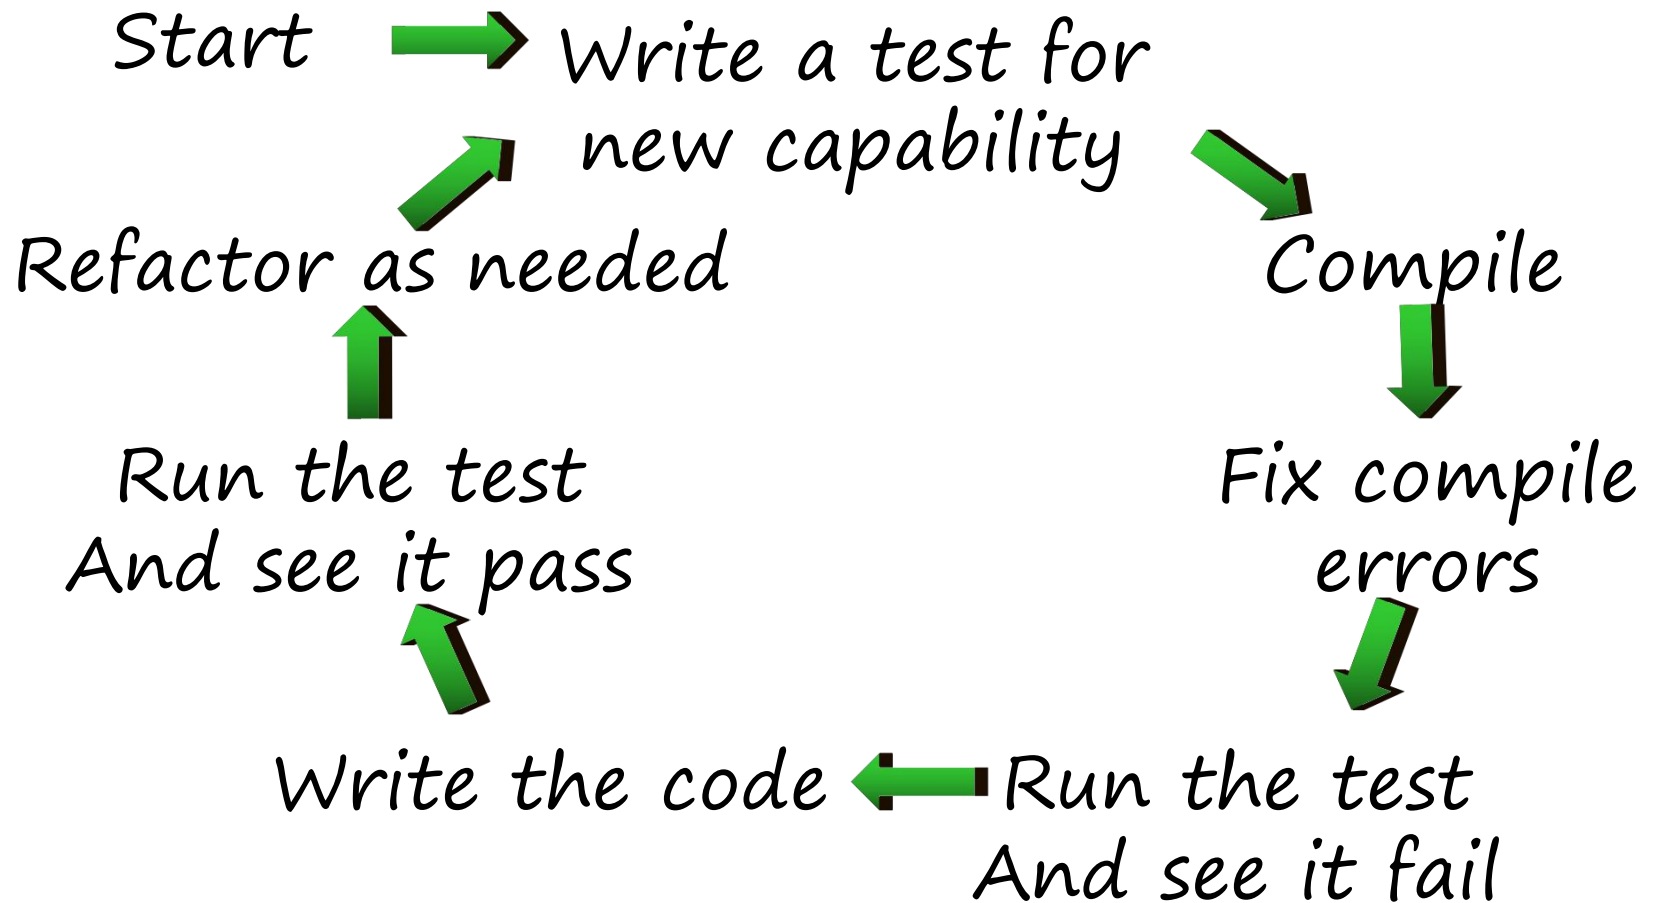 Start
Write a test for
new capability
Compile
Fix compile
errors
Run the test
And see it fail
Write the code
Run the test
And see it pass
Refactor as needed